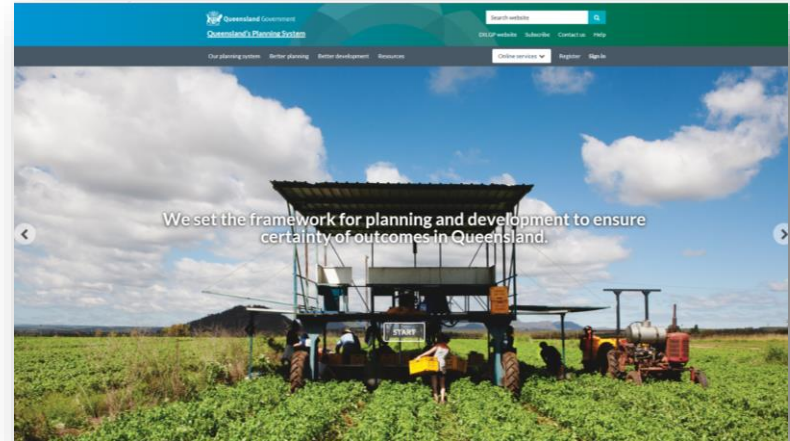 Queensland Government
Queensland's Planning System
Search website
DILGP website Subscribe Contact us Help
Our planning system Better planning Better development Resources
Online services Register Sign in
We set the framework for planning and development to ensure
certainty of outcomes in Queensland.
START